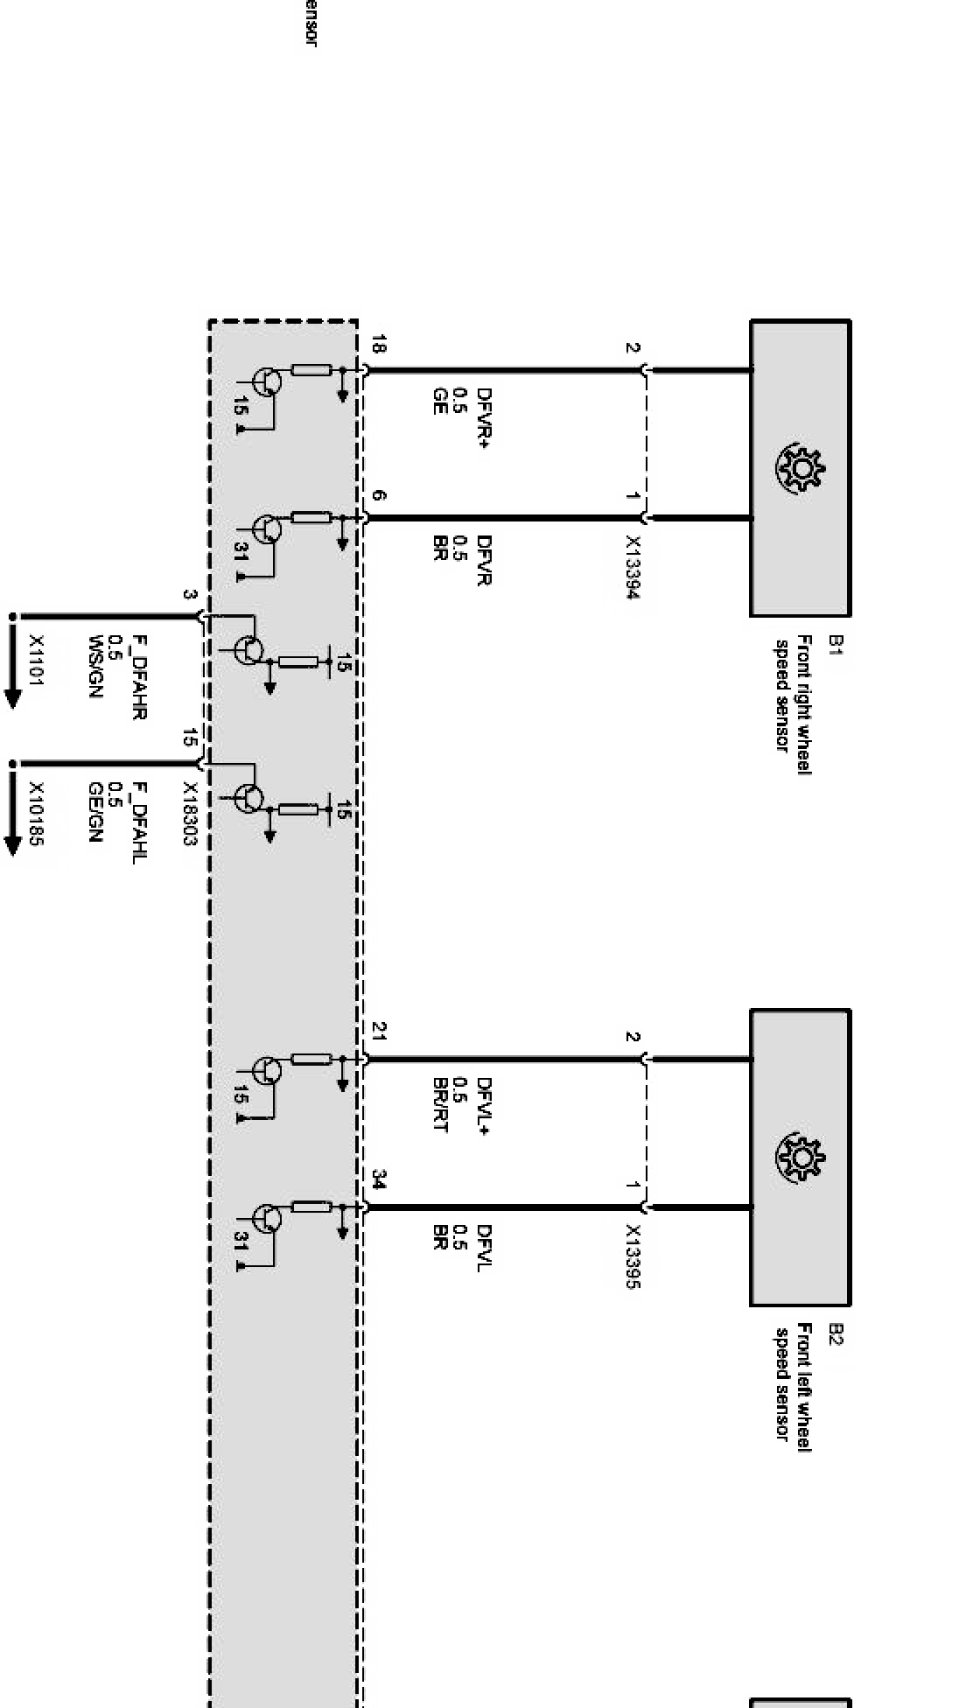 ensor
B1
Front right wheel
speed sensor
B2
Front left wheel
speed sensor
2
1
X13394
2
1
X13395
DFVR+
0.5
GE
DFVR
0.5
BR
DFVL+
0.5
BR/RT
DFVL
0.5
BR
18
6
21
34
15
31
15
15
15
31
3
15
X18303
F_DFAHR
0.5
WS/GN
F_DFAHL
0.5
GE/GN
X1101
X10185